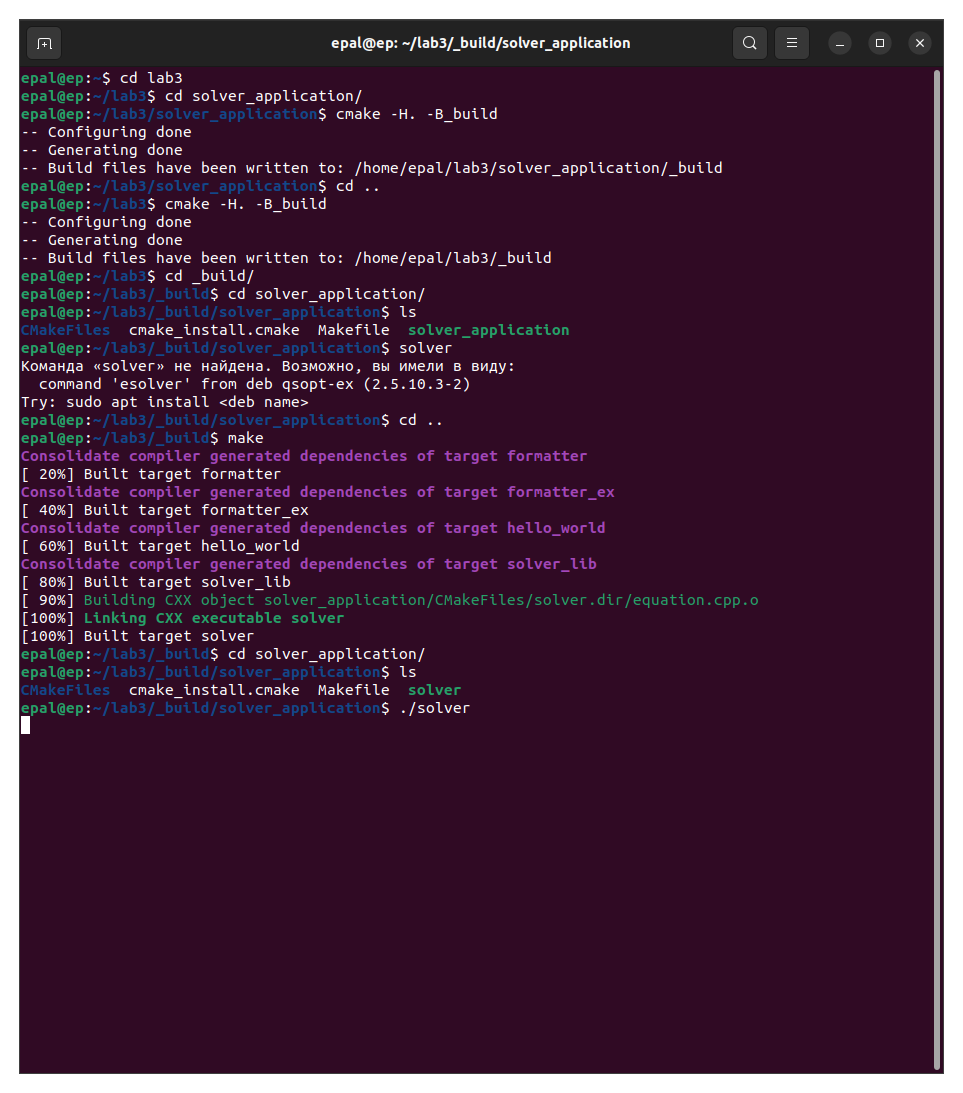 epal@ep: ~/lab3/_build/solver_application
epal@ep:~$ cd lab3
epal@ep:~/lab3$ cd solver_application/
epal@ep:~/lab3/solver_application$ cmake -H. -B_build
-- Configuring done
-- Generating done
-- Build files have been written to: /home/epal/lab3/solver_application/_build
epal@ep:~/lab3/solver_application$ cd ..
epal@ep:~/lab3$ cmake -H. -B_build
-- Configuring done
-- Generating done
-- Build files have been written to: /home/epal/lab3/_build
epal@ep:~/lab3$ cd _build/
epal@ep:~/lab3/_build$ cd solver_application/
epal@ep:~/lab3/_build/solver_application$ ls
CMakeFiles  cmake_install.cmake  Makefile  solver_application
epal@ep:~/lab3/_build/solver_application$ solver
Команда «solver» не найдена. Возможно, вы имели в виду:
  command 'esolver' from deb qsopt-ex (2.5.10.3-2)
Try: sudo apt install <deb name>
epal@ep:~/lab3/_build/solver_application$ cd ..
epal@ep:~/lab3/_build$ make
Consolidate compiler generated dependencies of target formatter
[ 20%] Built target formatter
Consolidate compiler generated dependencies of target formatter_ex
[ 40%] Built target formatter_ex
Consolidate compiler generated dependencies of target hello_world
[ 60%] Built target hello_world
Consolidate compiler generated dependencies of target solver_lib
[ 80%] Built target solver_lib
[ 90%] Building CXX object solver_application/CMakeFiles/solver.dir/equation.cpp.o
[100%] Linking CXX executable solver
[100%] Built target solver
epal@ep:~/lab3/_build$ cd solver_application/
epal@ep:~/lab3/_build/solver_application$ ls
CMakeFiles  cmake_install.cmake  Makefile  solver
epal@ep:~/lab3/_build/solver_application$ ./solver